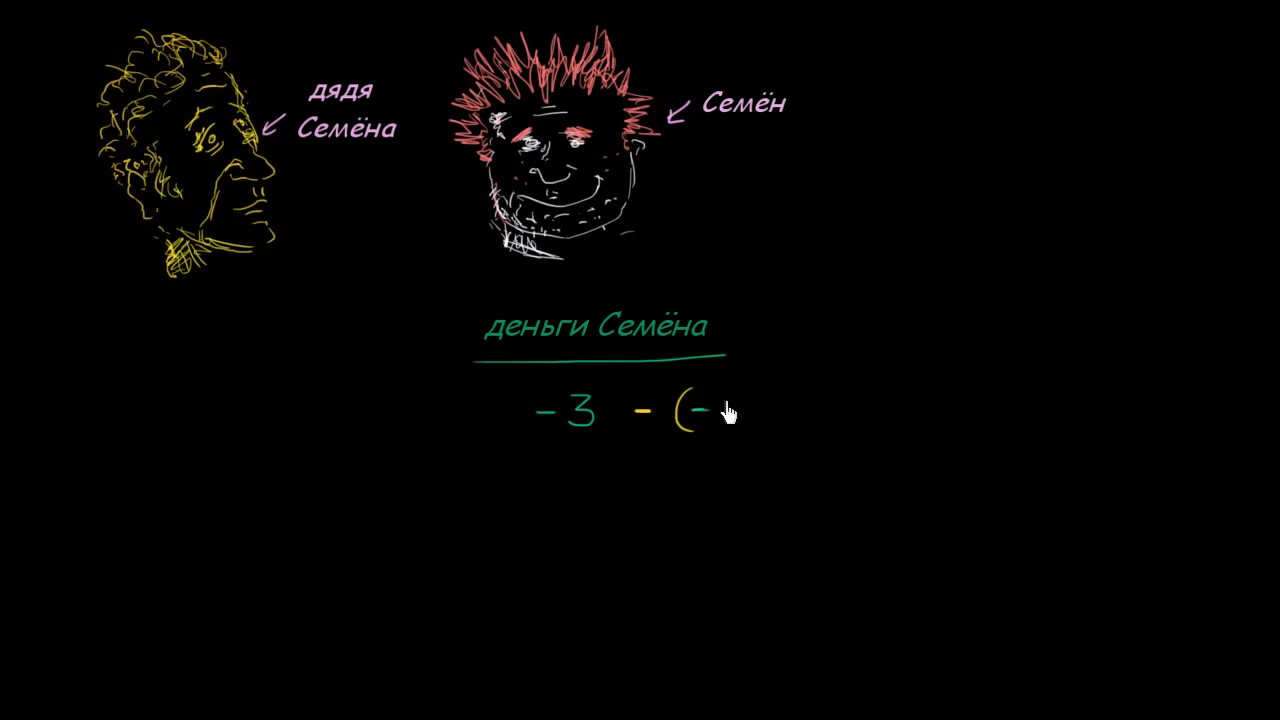 дядя
Семёна
Семён
деньги Семёна
- 3 - (-